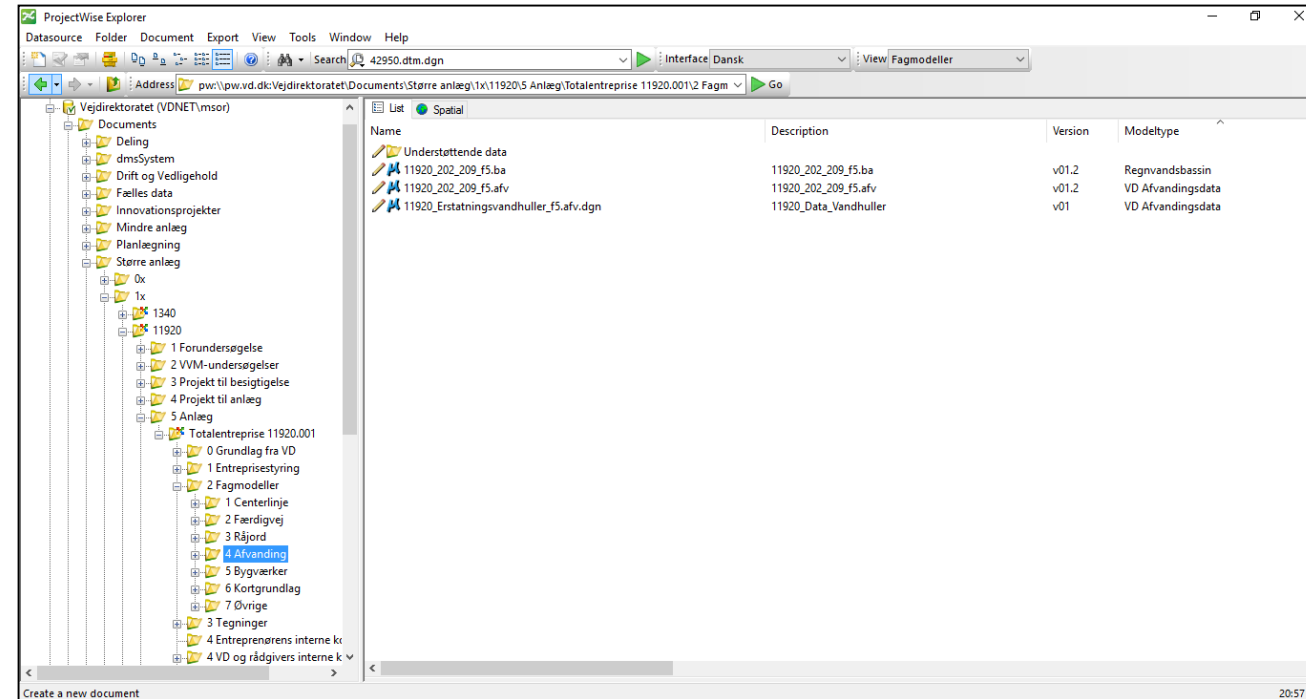 ProjectWise Explorer
Datasource Folder Document Export View Tools Window Help
Search 42950.dtm.dgn Interface Dansk View Fagmodeller
Address pw:\\pw.vd.dk:Vejdirektoratet\Documents\Større anlæg\1x\11920\5 Anlæg\Totalentreprise 11920.001\2 Fagm Go
Vejdirektoratet (VDNET\msor)
Documents
Deling
dmsSystem
Drift og Vedligehold
Fælles data
Innovationsprojekter
Mindre anlæg
Planlægning
Større anlæg
0x
1x
1340
11920
1 Forundersøgelse
2 VVM-undersøgelser
3 Projekt til besigtigelse
4 Projekt til anlæg
5 Anlæg
Totalentreprise 11920.001
0 Grundlag fra VD
1 Entreprisestyring
2 Fagmodeller
1 Centerlinje
2 Færdigvej
3 Råjord
4 Afvanding
5 Bygværker
6 Kortgrundlag
7 Øvrige
3 Tegninger
4 Entreprenørens interne k
4 VD og rådgivers interne k
List Spatial
Name Description Version Modeltype
Understøttende data
11920_202_209_f5.ba 11920_202_209_f5.ba v01.2 Regnvandsbassin
11920_202_209_f5.afv 11920_202_209_f5.afv v01.2 VD Afvandingsdata
11920_Erstatningsvandhuller_f5.afv.dgn 11920_Data_Vandhuller v01 VD Afvandingsdata
Create a new document 20:57